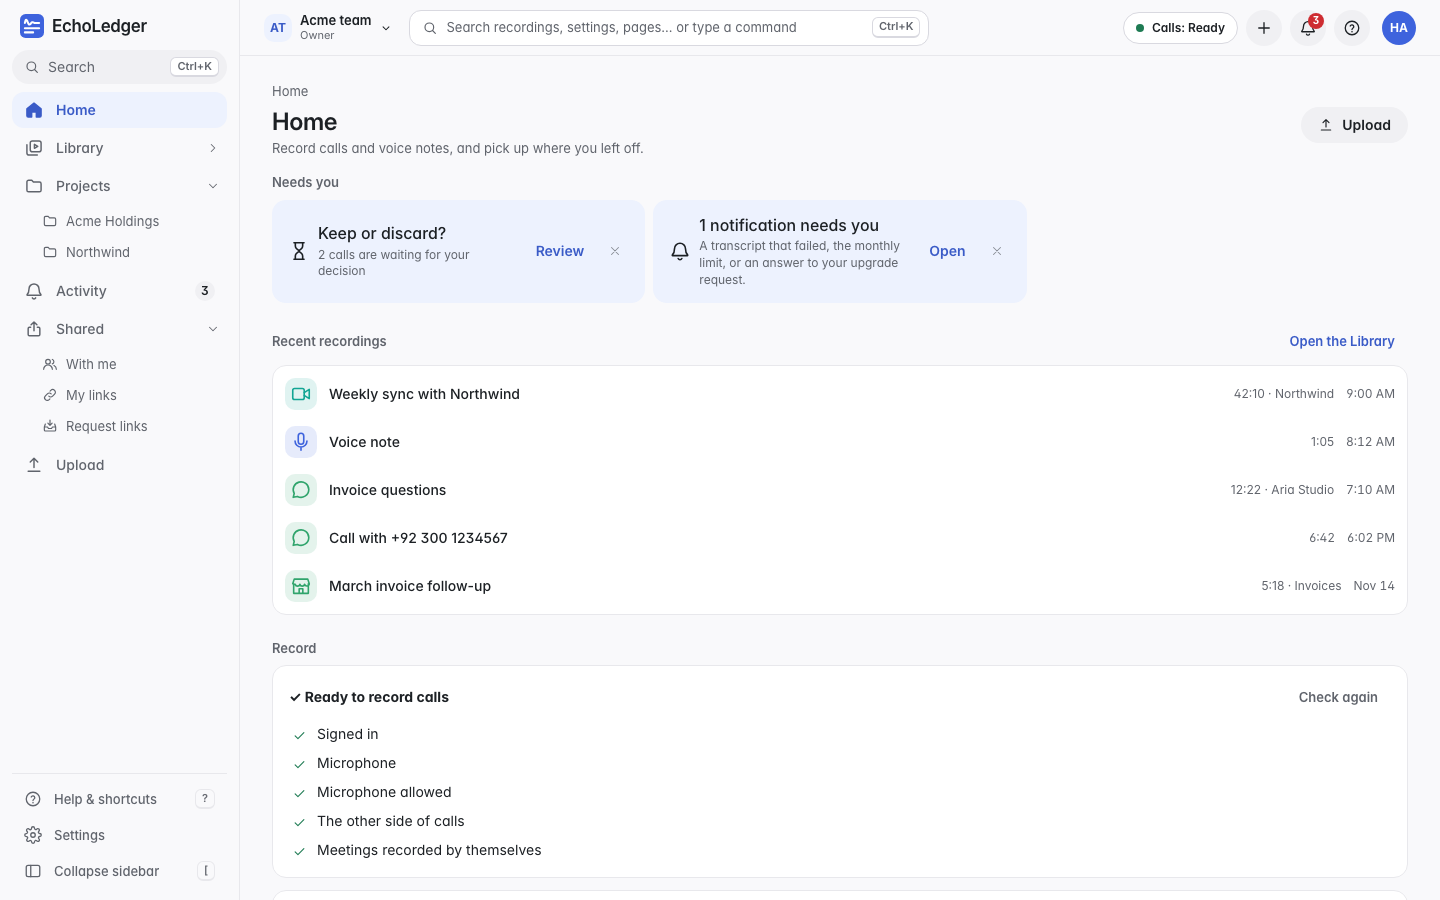 EchoLedger
Search Ctrl+K
Home
Library
Projects
Acme Holdings
Northwind
Activity 3
Shared
With me
My links
Request links
Upload
Help & shortcuts ?
Settings
Collapse sidebar [
AT Acme team
Owner
Search recordings, settings, pages... or type a command Ctrl+K
Calls: Ready
3
HA
Home
Home
Record calls and voice notes, and pick up where you left off.
Upload
Needs you
Keep or discard?
2 calls are waiting for your
decision
Review
1 notification needs you
A transcript that failed, the monthly
limit, or an answer to your upgrade
request.
Open
Recent recordings Open the Library
Weekly sync with Northwind 42:10 · Northwind 9:00 AM
Voice note 1:05 8:12 AM
Invoice questions 12:22 · Aria Studio 7:10 AM
Call with +92 300 1234567 6:42 6:02 PM
March invoice follow-up 5:18 · Invoices Nov 14
Record
Ready to record calls Check again
Signed in
Microphone
Microphone allowed
The other side of calls
Meetings recorded by themselves